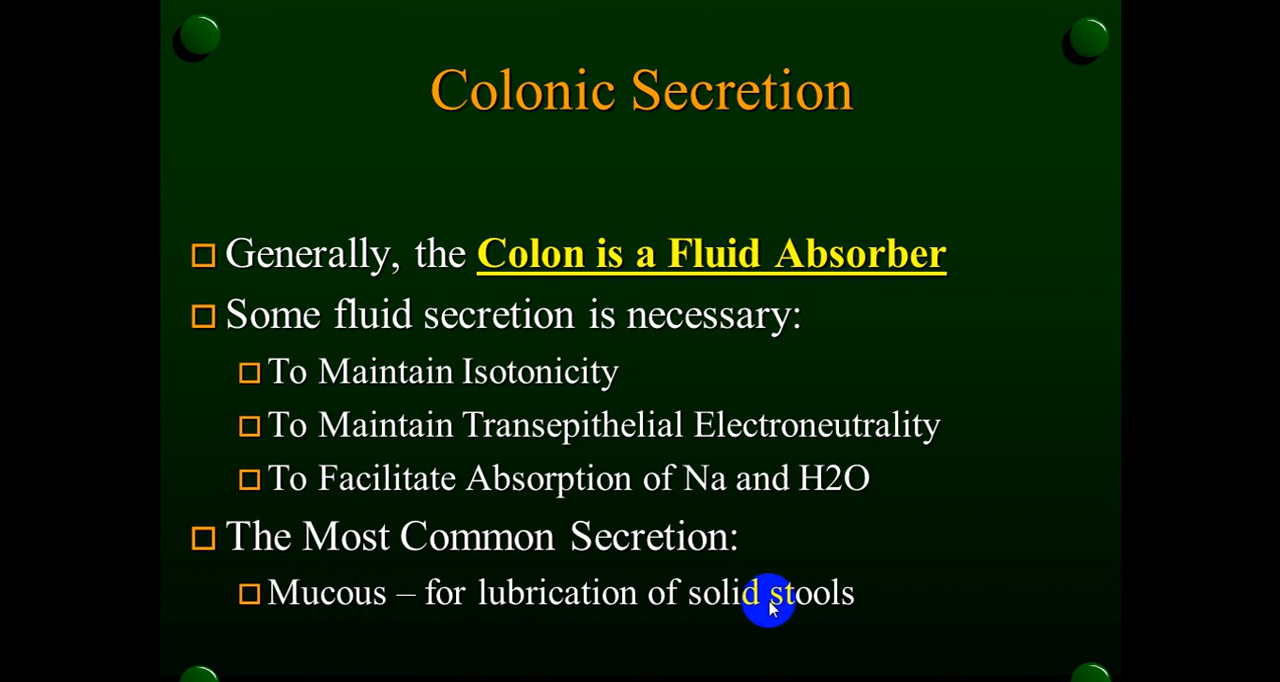 Colonic Secretion
Generally, the Colon is a Fluid Absorber
Some fluid secretion is necessary:
To Maintain Isotonicity
To Maintain Transepithelial Electroneutrality
To Facilitate Absorption of Na and H2O
The Most Common Secretion:
Mucous – for lubrication of solid stools